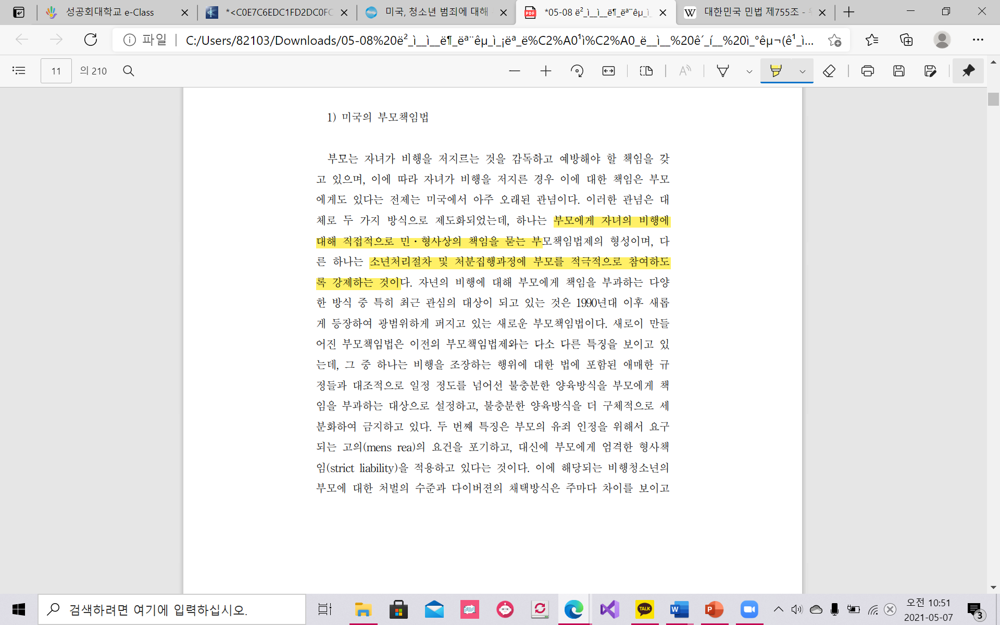 성공회대학교 e-Class
*<C0E7C6EDC1FD2DC0FC
미국, 청소년 범죄에 대해
*05-08 ë²_ì__ì__ë¶_ëª¨êµ_ì
대한민국 민법 제755조 -
파일
C:/Users/82103/Downloads/05-08%20ë²_ì__ì__ë¶_ëª¨êµ_ì_¡ëª_ë%C2%A0¹ì%C2%A0_ë__ì__%20ê´_í__%20ì_°êµ¬(ê¹_ì...
11 의 210
1) 미국의 부모책임법
부모는 자녀가 비행을 저지르는 것을 감독하고 예방해야 할 책임을 갖
고 있으며, 이에 따라 자녀가 비행을 저지른 경우 이에 대한 책임은 부모
에게도 있다는 전제는 미국에서 아주 오래된 관념이다. 이러한 관념은 대
체로 두 가지 방식으로 제도화되었는데, 하나는 부모에게 자녀의 비행에
대해 직접적으로 민·형사상의 책임을 묻는 부모책임법제의 형성이며, 다
른 하나는 소년처리절차 및 처분집행과정에 부모를 적극적으로 참여하도
록 강제하는 것이다. 자년의 비행에 대해 부모에게 책임을 부과하는 다양
한 방식 중 특히 최근 관심의 대상이 되고 있는 것은 1990년대 이후 새롭
게 등장하여 광범위하게 퍼지고 있는 새로운 부모책임법이다. 새로이 만들
어진 부모책임법은 이전의 부모책임법제와는 다소 다른 특징을 보이고 있
는데, 그 중 하나는 비행을 조장하는 행위에 대한 법에 포함된 애매한 규
정들과 대조적으로 일정 정도를 넘어선 불충분한 양육방식을 부모에게 책
임을 부과하는 대상으로 설정하고, 불충분한 양육방식을 더 구체적으로 세
분화하여 금지하고 있다. 두 번째 특징은 부모의 유죄 인정을 위해서 요구
되는 고의(mens rea)의 요건을 포기하고, 대신에 부모에게 엄격한 형사책
임(strict liability)을 적용하고 있다는 것이다. 이에 해당되는 비행청소년의
부모에 대한 처벌의 수준과 다이버젼의 채택방식은 주마다 차이를 보이고
검색하려면 여기에 입력하십시오.
TALK
오전 10:51
2021-05-07
3